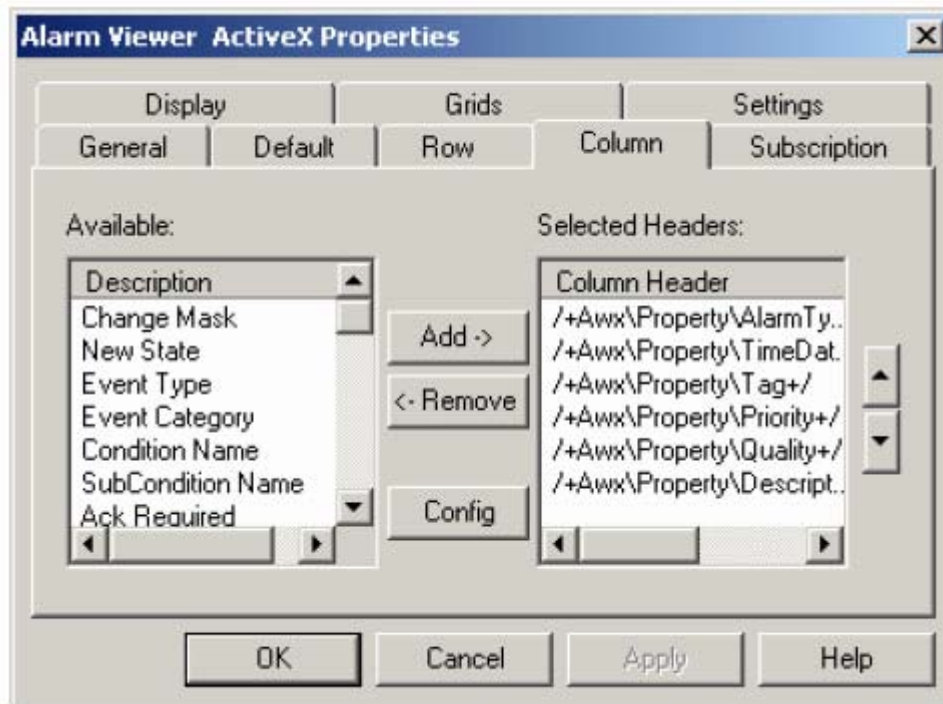 Alarm Viewer ActiveX Properties
Display Grids Settings
General Default Row Column Subscription
Available:
Description
Change Mask
New State
Event Type
Event Category
Condition Name
SubCondition Name
Ack Required
Add ->
<- Remove
Config
Selected Headers:
Column Header
/+Awx\Property\AlarmTy..
/+Awx\Property\TimeDat.
/+Awx\Property\Tag+/
/+Awx\Property\Priority+/
/+Awx\Property\Quality+/
/+Awx\Property\Descript..
OK Cancel Apply Help